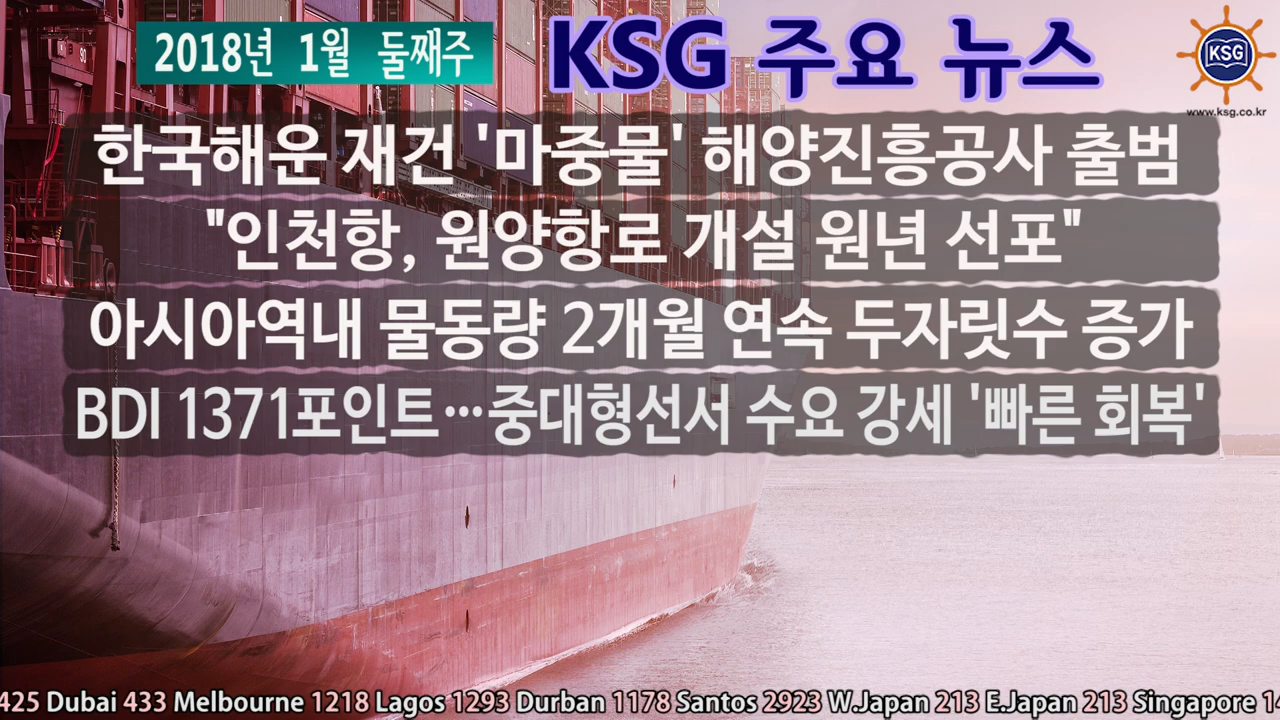 2018년 1월 둘째주
KSG 주요 뉴스
KSG
www.ksg.co.kr
한국해운 재건 '마중물' 해양진흥공사 출범
"인천항, 원양항로 개설 원년 선포"
아시아역내 물동량 2개월 연속 두자릿수 증가
BDI 1371포인트…중대형선서 수요 강세 '빠른 회복'
425 Dubai 433 Melbourne 1218 Lagos 1293 Durban 1178 Santos 2923 W.Japan 213 E.Japan 213 Singapore